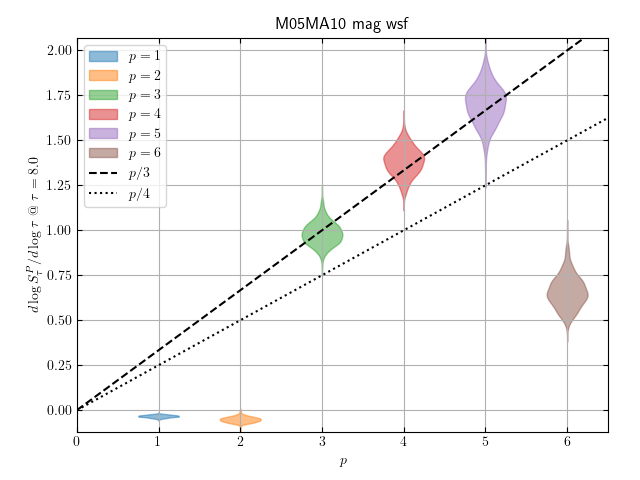 M05MA10 mag wsf
d log S_τ^P / d log τ @ τ = 8.0
2.00
1.75
1.50
1.25
1.00
0.75
0.50
0.25
0.00
p = 1
p = 2
p = 3
p = 4
p = 5
p = 6
p/3
p/4
0 1 2 3 4 5 6
p